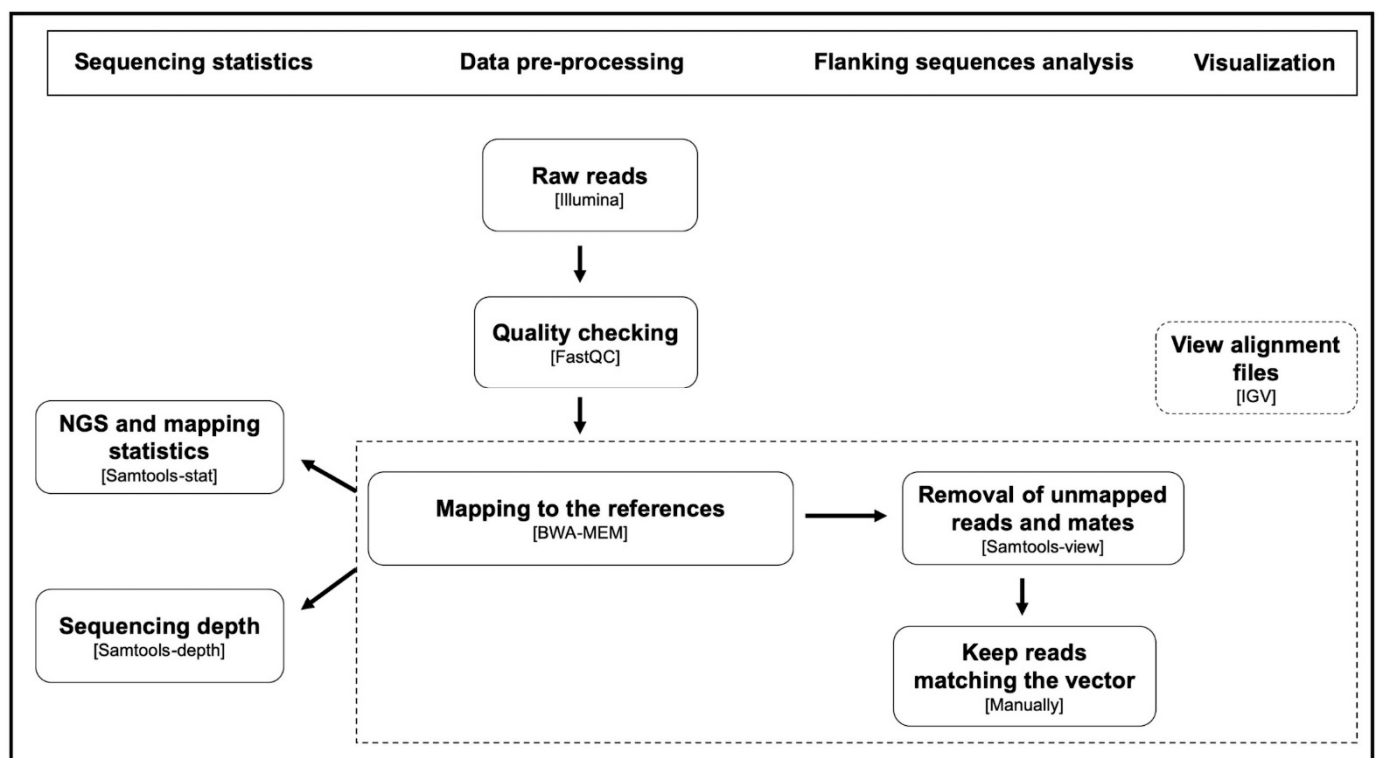 Sequencing statistics Data pre-processing Flanking sequences analysis Visualization
Raw reads
[Illumina]
Quality checking
[FastQC]
View alignment
files
[IGV]
NGS and mapping
statistics
[Samtools-stat]
Mapping to the references
[BWA-MEM]
Removal of unmapped
reads and mates
[Samtools-view]
Sequencing depth
[Samtools-depth]
Keep reads
matching the vector
[Manually]